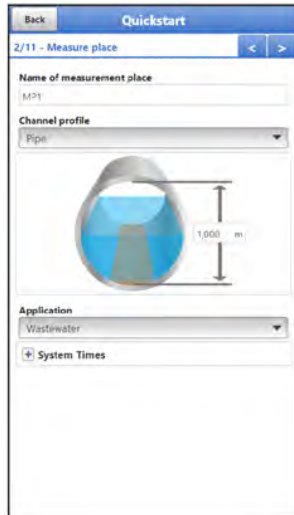 Back Quickstart
2/11 - Measure place < >
Name of measurement place
MP1
Channel profile
Pipe
1,000 m
Application
Wastewater
+ System Times